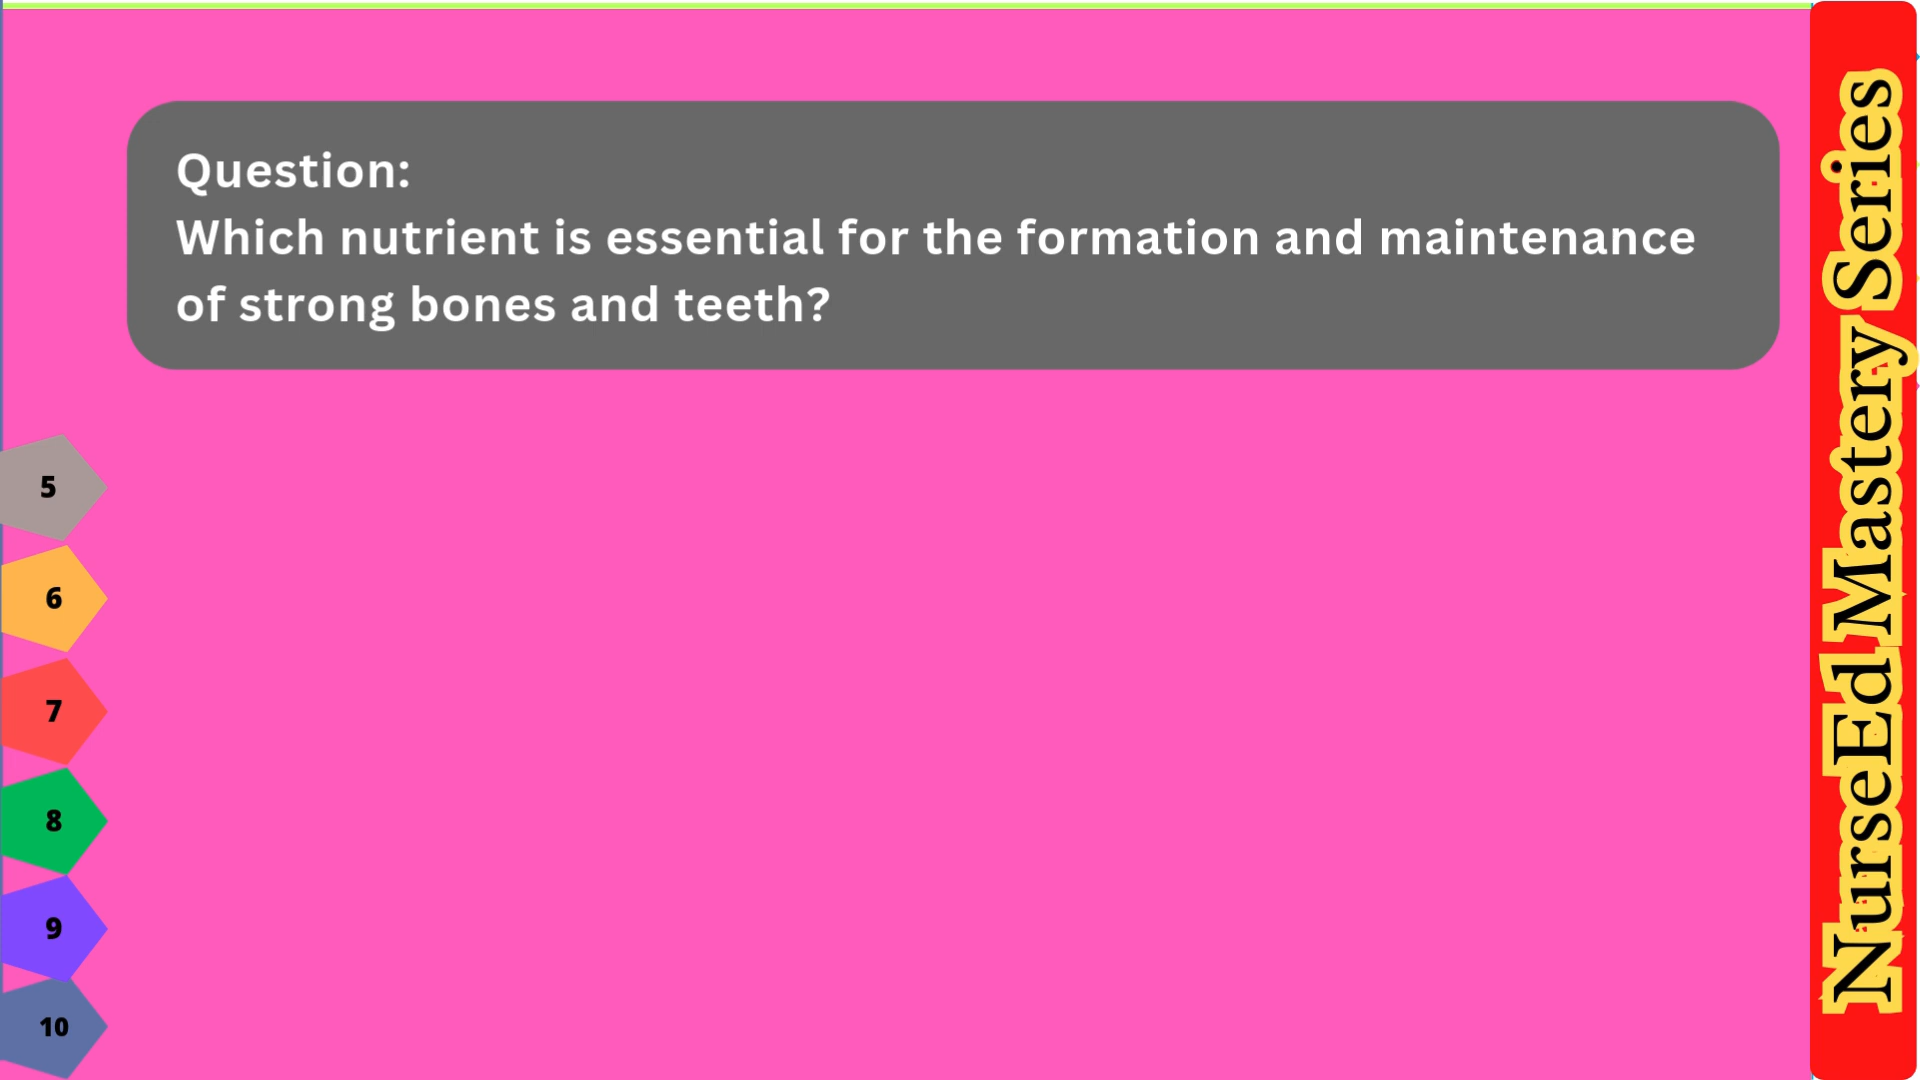 Question:
Which nutrient is essential for the formation and maintenance
of strong bones and teeth?
5
6
7
8
9
10
NurseEd Mastery Series